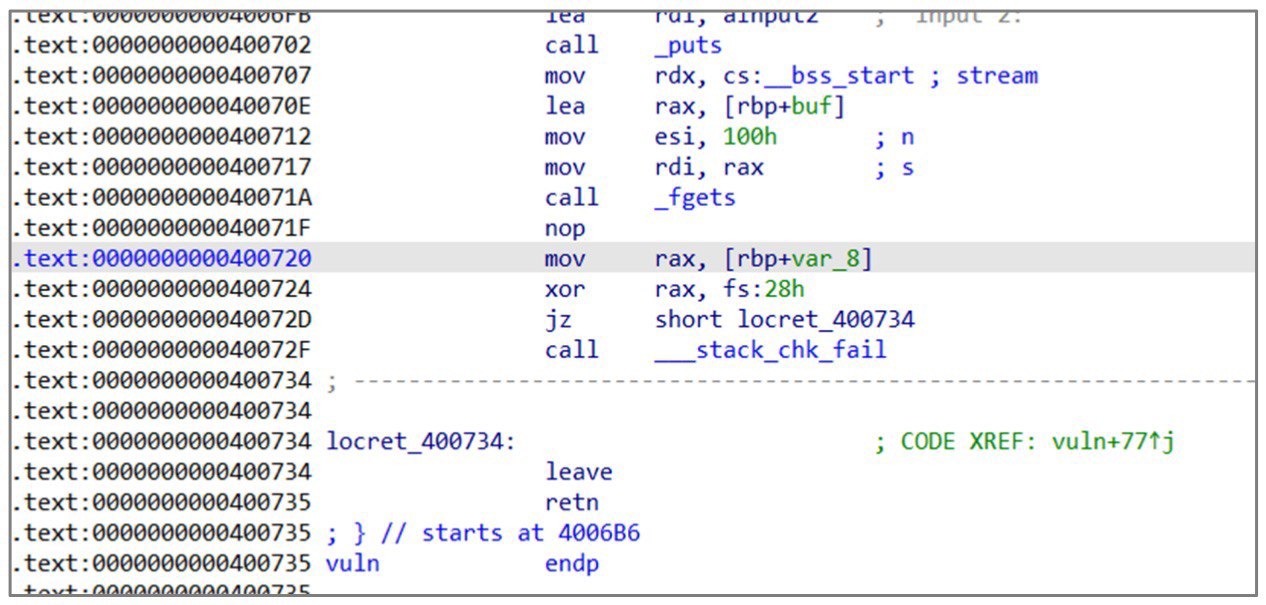 .text:00000000004006FB lea rdi, aInput2 ; "Input 2:"
.text:0000000000400702 call _puts
.text:0000000000400707 mov rdx, cs:__bss_start ; stream
.text:000000000040070E lea rax, [rbp+buf]
.text:0000000000400712 mov esi, 100h ; n
.text:0000000000400717 mov rdi, rax ; s
.text:000000000040071A call _fgets
.text:000000000040071F nop
.text:0000000000400720 mov rax, [rbp+var_8]
.text:0000000000400724 xor rax, fs:28h
.text:000000000040072D jz short locret_400734
.text:000000000040072F call ___stack_chk_fail
.text:0000000000400734 ; ---------------------------------------------------------------------------
.text:0000000000400734
.text:0000000000400734 locret_400734: ; CODE XREF: vuln+77↑j
.text:0000000000400734 leave
.text:0000000000400735 retn
.text:0000000000400735 ; } // starts at 4006B6
.text:0000000000400735 vuln endp
.text:0000000000400735